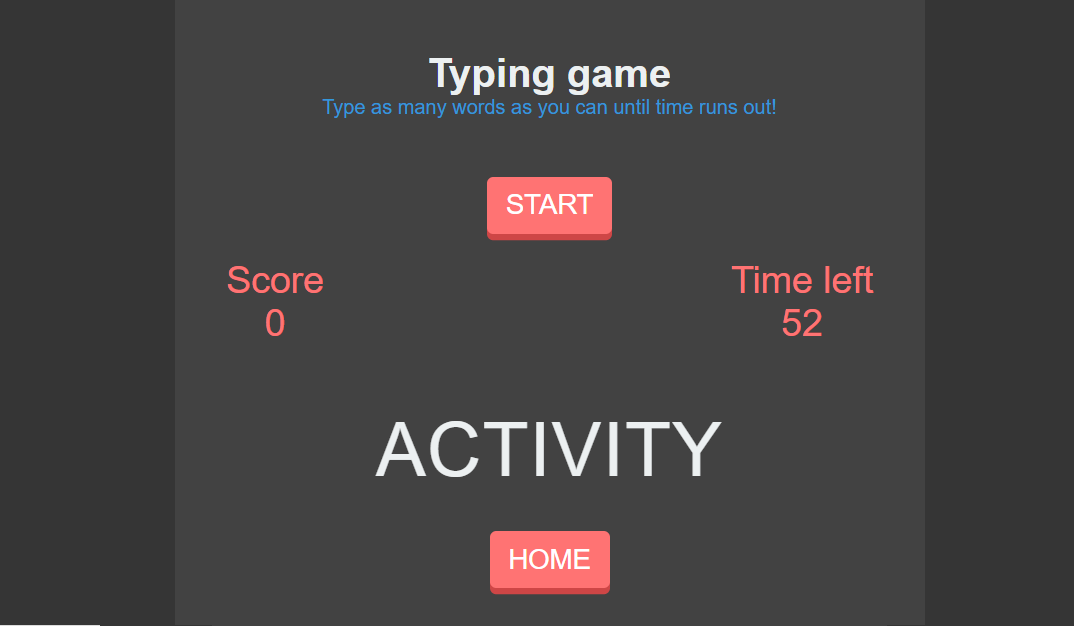 Typing game
Type as many words as you can until time runs out!
START
Score
0
Time left
52
ACTIVITY
HOME